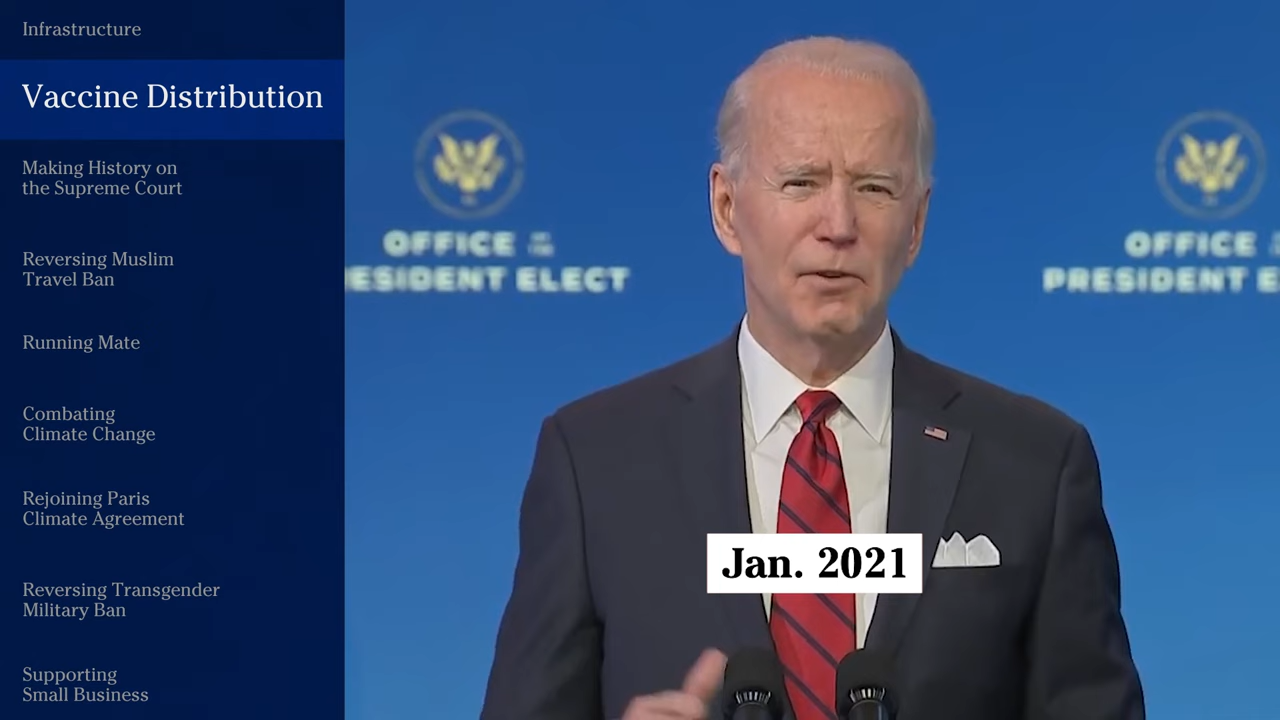 Infrastructure
Vaccine Distribution
Making History on
the Supreme Court
Reversing Muslim
Travel Ban
Running Mate
Combating
Climate Change
Rejoining Paris
Climate Agreement
Reversing Transgender
Military Ban
Supporting
Small Business
OFFICE
ESIDENT ELECT
OFFICE
PRESIDENT E
Jan. 2021